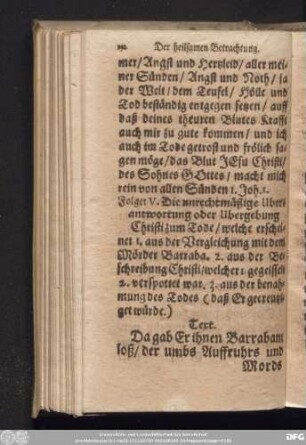 Der heilsamen Betrachtung.
mer/Angst und Hertzleid/aller mei-
ner Sünden/Angst und Noth/ja
der Welt/dem Teufel/Hölle und
Tod beständig entgegen setzen/auff
daß deines theuren Blutes Krafft
auch mir zu gute kommen/und ich
auch im Tode getrost und frölich sa-
gen möge/das Blut JEsu Christi/
des Sohnes GOttes/macht mich
rein von allen Sünden 1. Joh. 1.
Folget V. Die unrechtmäßige Uberi
antwortung oder Ubergebung
Christi zum Tode/welche erschei-
net 1. aus der Vergleichung mit dem
Mörder Barraba. 2. aus der Be-
schreibung Christi/welcher 1. gegeisselt
2. verspottet war. 3. aus der benah-
mung des Todes (daß Er gecreutzi-
get würde.)
Text.
Da gab Er ihnen Barrabam
loß/der umbs Auffruhrs und
Mords